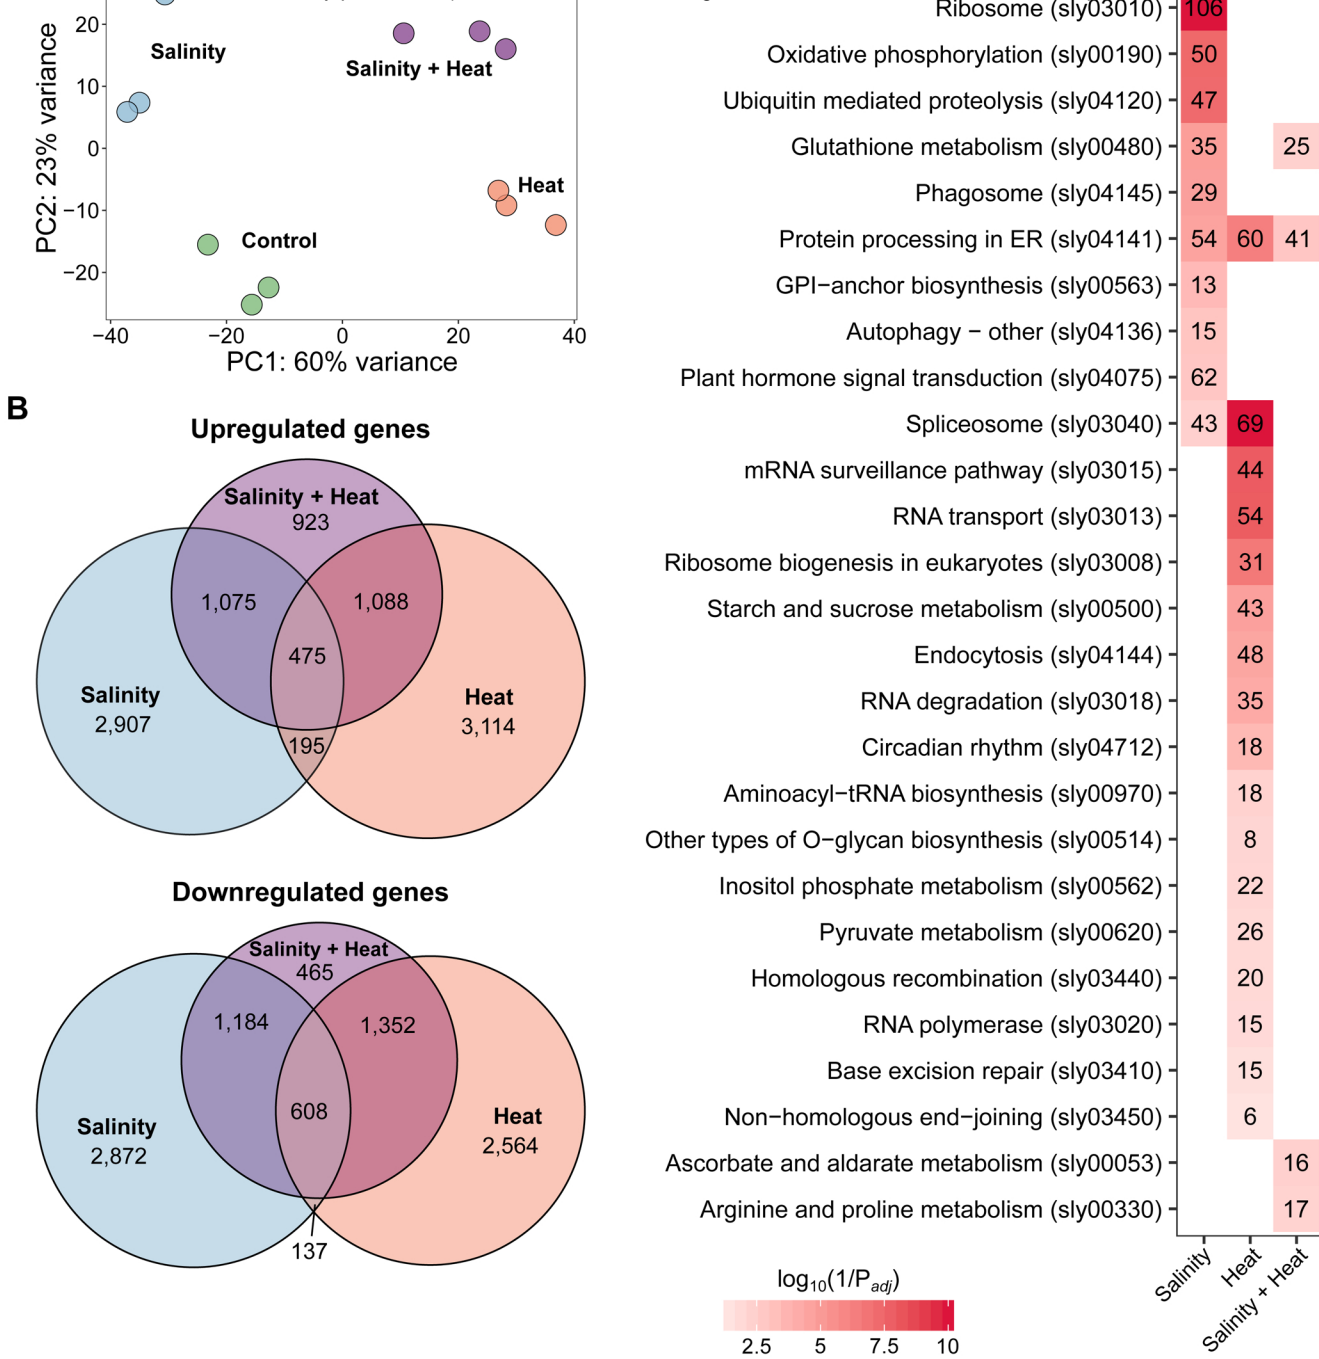 20
10
0
−10
−20
PC2: 23% variance
Salinity
Salinity + Heat
Heat
Control
−40
−20
0
20
40
PC1: 60% variance
B
Upregulated genes
Salinity + Heat
923
1,075
1,088
475
Salinity
2,907
Heat
3,114
195
Downregulated genes
Salinity + Heat
465
1,184
1,352
608
Salinity
2,872
Heat
2,564
137
Ribosome (sly03010) 106
Oxidative phosphorylation (sly00190) 50
Ubiquitin mediated proteolysis (sly04120) 47
Glutathione metabolism (sly00480) 35 25
Phagosome (sly04145) 29
Protein processing in ER (sly04141) 54 60 41
GPI−anchor biosynthesis (sly00563) 13
Autophagy − other (sly04136) 15
Plant hormone signal transduction (sly04075) 62
Spliceosome (sly03040) 43 69
mRNA surveillance pathway (sly03015) 44
RNA transport (sly03013) 54
Ribosome biogenesis in eukaryotes (sly03008) 31
Starch and sucrose metabolism (sly00500) 43
Endocytosis (sly04144) 48
RNA degradation (sly03018) 35
Circadian rhythm (sly04712) 18
Aminoacyl−tRNA biosynthesis (sly00970) 18
Other types of O−glycan biosynthesis (sly00514) 8
Inositol phosphate metabolism (sly00562) 22
Pyruvate metabolism (sly00620) 26
Homologous recombination (sly03440) 20
RNA polymerase (sly03020) 15
Base excision repair (sly03410) 15
Non−homologous end−joining (sly03450) 6
Ascorbate and aldarate metabolism (sly00053) 16
Arginine and proline metabolism (sly00330) 17
Salinity
Heat
Salinity + Heat
log10(1/Padj)
2.5 5 7.5 10